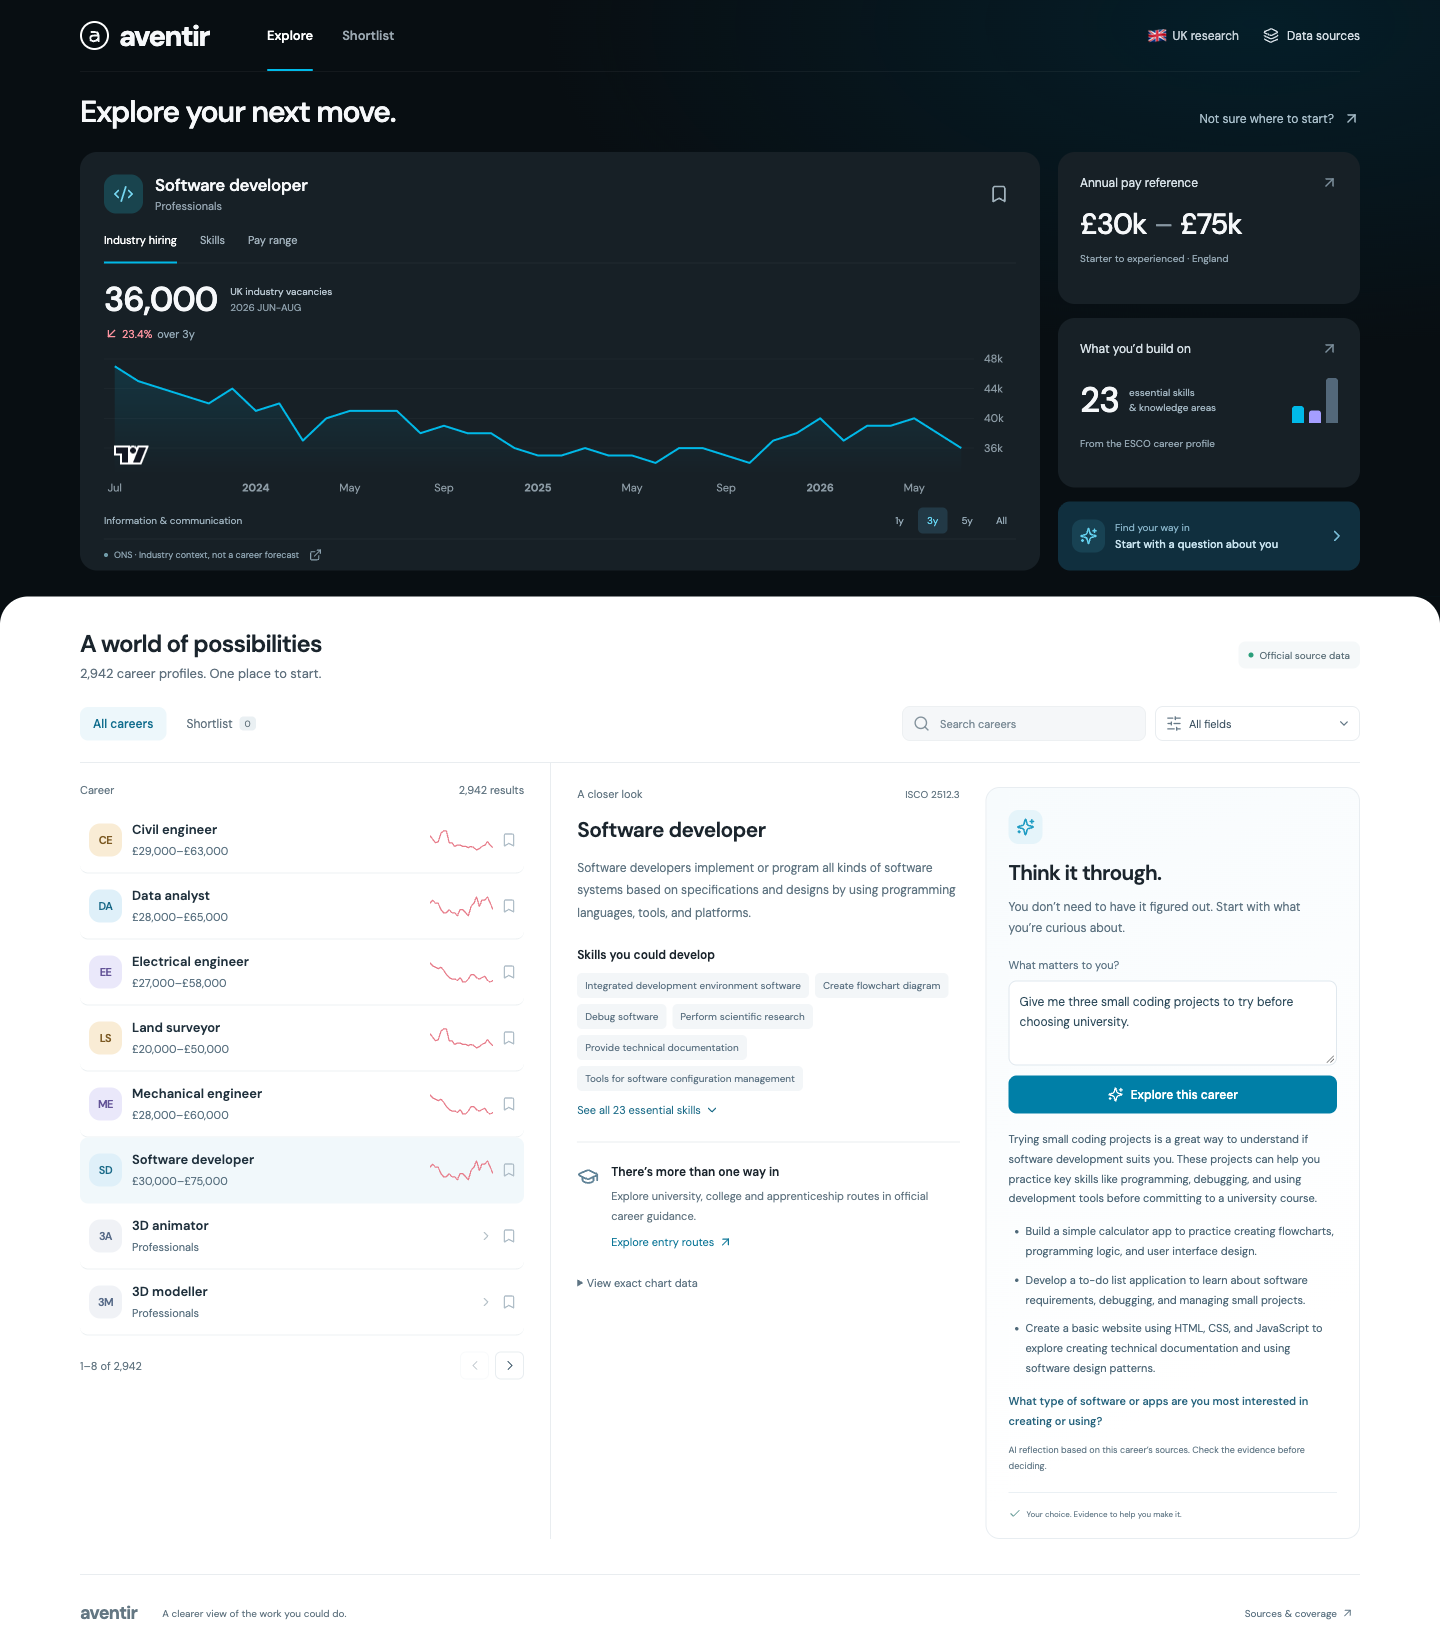 a aventir
Explore
Shortlist
UK research
Data sources
Explore your next move.
Not sure where to start?
Software developer
Professionals
Industry hiring
Skills
Pay range
36,000
UK industry vacancies
2026 JUN-AUG
23.4% over 3y
48k
44k
40k
36k
Jul
2024
May
Sep
2025
May
Sep
2026
May
Information & communication
1y
3y
5y
All
ONS · Industry context, not a career forecast
Annual pay reference
£30k – £75k
Starter to experienced · England
What you'd build on
23
essential skills
& knowledge areas
From the ESCO career profile
Find your way in
Start with a question about you
A world of possibilities
2,942 career profiles. One place to start.
Official source data
All careers
Shortlist 0
Search careers
All fields
Career
2,942 results
CE
Civil engineer
£29,000–£63,000
DA
Data analyst
£28,000–£65,000
EE
Electrical engineer
£27,000–£58,000
LS
Land surveyor
£20,000–£50,000
ME
Mechanical engineer
£28,000–£60,000
SD
Software developer
£30,000–£75,000
3A
3D animator
Professionals
3M
3D modeller
Professionals
1–8 of 2,942
A closer look
ISCO 2512.3
Software developer
Software developers implement or program all kinds of software
systems based on specifications and designs by using programming
languages, tools, and platforms.
Skills you could develop
Integrated development environment software
Create flowchart diagram
Debug software
Perform scientific research
Provide technical documentation
Tools for software configuration management
See all 23 essential skills
There's more than one way in
Explore university, college and apprenticeship routes in official
career guidance.
Explore entry routes
View exact chart data
Think it through.
You don't need to have it figured out. Start with what
you're curious about.
What matters to you?
Give me three small coding projects to try before
choosing university.
Explore this career
Trying small coding projects is a great way to understand if
software development suits you. These projects can help you
practice key skills like programming, debugging, and using
development tools before committing to a university course.
• Build a simple calculator app to practice creating flowcharts,
programming logic, and user interface design.
• Develop a to-do list application to learn about software
requirements, debugging, and managing small projects.
• Create a basic website using HTML, CSS, and JavaScript to
explore creating technical documentation and using
software design patterns.
What type of software or apps are you most interested in
creating or using?
AI reflection based on this career's sources. Check the evidence before
deciding.
Your choice. Evidence to help you make it.
aventir
A clearer view of the work you could do.
Sources & coverage